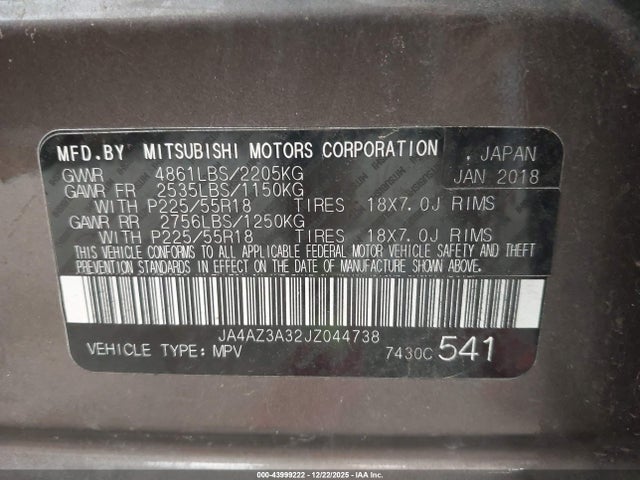 MFD.BY MITSUBISHI MOTORS CORPORATION , JAPAN
GVWR 4861LBS/2205KG JAN 2018
GAWR FR 2535LBS/1150KG
WITH P225/55R18 TIRES 18X7.0J RIMS
GAWR RR 2756LBS/1250KG
WITH P225/55R18 TIRES 18X7.0J RIMS
THIS VEHICLE CONFORMS TO ALL APPLICABLE FEDERAL MOTOR VEHICLE SAFETY AND THEFT
PREVENTION STANDARDS IN EFFECT ON THE DATE OF MANUFACTURE SHOWN ABOVE.
JA4AZ3A32JZ044738
VEHICLE TYPE: MPV 7430C 541
000-43999222 - 12/22/2025 - IAA Inc.